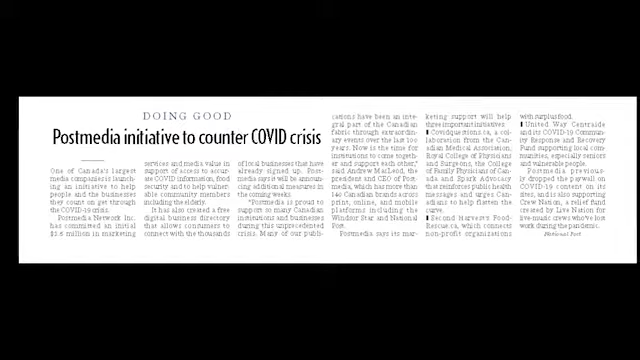 DOING GOOD
Postmedia initiative to counter COVID crisis
One of Canada's largest
media companies is launch-
ing an initiative to help
people and the businesses
they count on get through
the COVID-19 crisis.
Postmedia Network Inc.
has committed an initial
$2.5 million in marketing
services and media value in
support of access to accur-
ate COVID information, food
security and to help vulner-
able community members
including the elderly.
It has also created a free
digital business directory
that allows consumers to
connect with the thousands
of local businesses that have
already signed up. Post-
media says it will be announ-
cing additional measures in
the coming weeks.
"Postmedia is proud to
support so many Canadian
institutions and businesses
during this unprecedented
crisis. Many of our publi-
cations have been an inte-
gral part of the Canadian
fabric through extraordin-
ary events over the last 100
years. Now is the time for
institutions to come togeth-
er and support each other,"
said Andrew MacLeod, the
president and CEO of Post-
media, which has more than
140 Canadian brands across
print, online, and mobile
platforms including the
Windsor Star and National
Post.
Postmedia says its mar-
keting support will help
three important initiatives:
Covidquestions.ca, a col-
laboration from the Can-
adian Medical Association,
Royal College of Physicians
and Surgeons, the College
of Family Physicians of Can-
ada and Spark Advocacy
that reinforces public health
messages and urges Can-
adians to help flatten the
curve.
Second Harvest's Food-
Rescue.ca, which connects
non-profit organizations
with surplus food.
United Way Centraide
and its COVID-19 Commun-
ity Response and Recovery
Fund supporting local com-
munities, especially seniors
and vulnerable.
Postmedia previous-
ly dropped the paywall on
COVID-19 content on its
sites, and is also supporting
Crew Nation, a relief fund
created by Live Nation for
live-music crews who've lost
work during the pandemic.
National Post